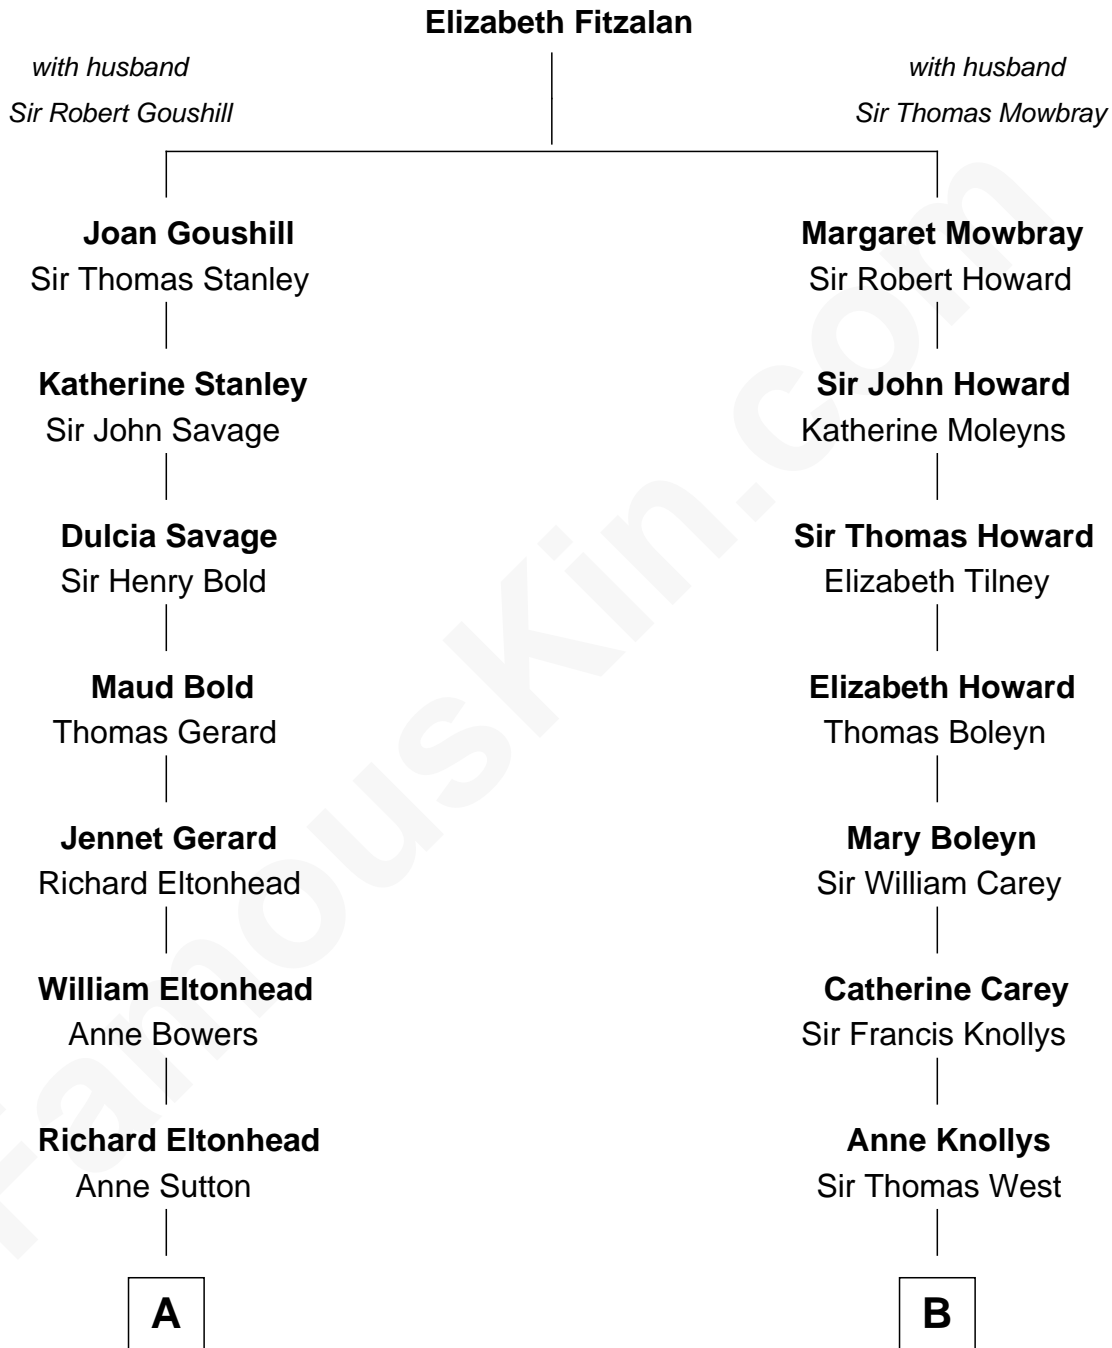 Elizabeth Fitzalan
with husband
Sir Robert Goushill
with husband
Sir Thomas Mowbray
Joan Goushill
Sir Thomas Stanley
Margaret Mowbray
Sir Robert Howard
Katherine Stanley
Sir John Savage
Sir John Howard
Katherine Moleyns
Dulcia Savage
Sir Henry Bold
Sir Thomas Howard
Elizabeth Tilney
Maud Bold
Thomas Gerard
Elizabeth Howard
Thomas Boleyn
Jennet Gerard
Richard Eltonhead
Mary Boleyn
Sir William Carey
William Eltonhead
Anne Bowers
Catherine Carey
Sir Francis Knollys
Richard Eltonhead
Anne Sutton
Anne Knollys
Sir Thomas West
A
B
FamousKin.com